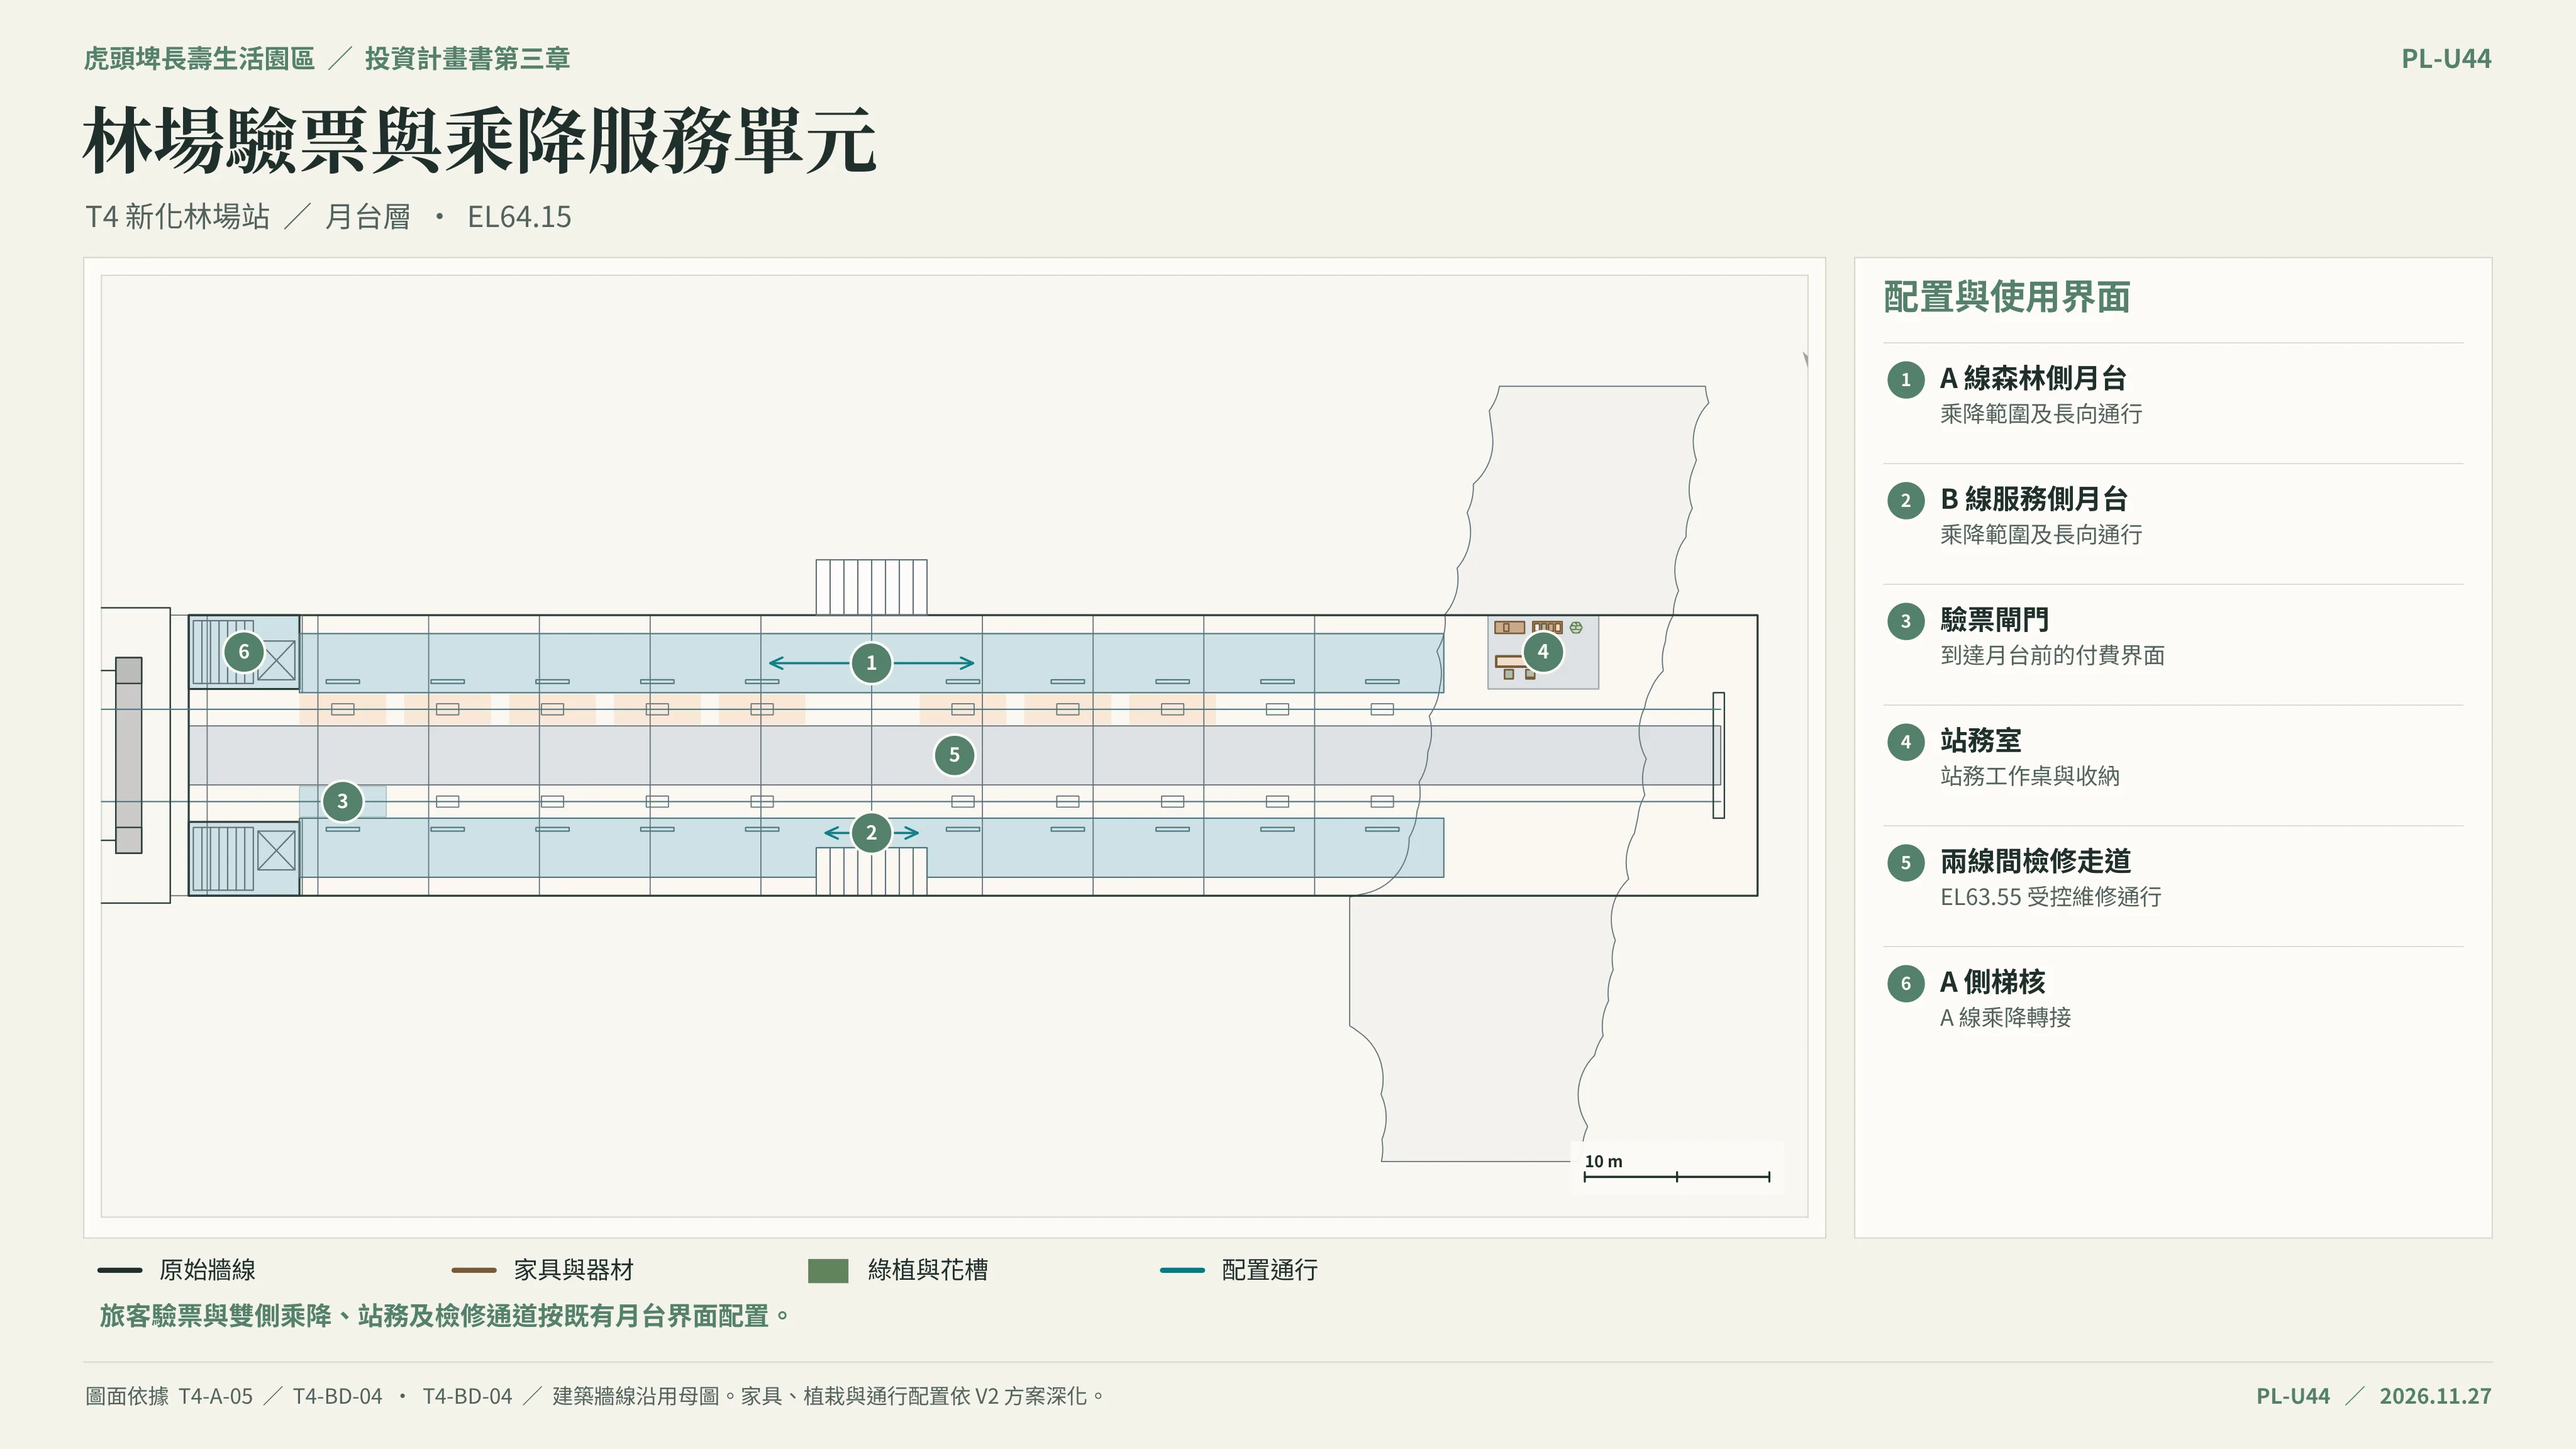 虎頭埤長壽生活園區 ／ 投資計畫書第三章
PL-U44
林場驗票與乘降服務單元
T4 新化林場站 ／ 月台層 ・ EL64.15
6
1
4
5
3
2
10 m
配置與使用界面
1 A 線森林側月台
乘降範圍及長向通行
2 B 線服務側月台
乘降範圍及長向通行
3 驗票閘門
到達月台前的付費界面
4 站務室
站務工作桌與收納
5 兩線間檢修走道
EL63.55 受控維修通行
6 A 側梯核
A 線乘降轉接
原始牆線
家具與器材
綠植與花槽
配置通行
旅客驗票與雙側乘降、站務及檢修通道按既有月台界面配置。
圖面依據 T4-A-05 ／ T4-BD-04 ・ T4-BD-04 ／ 建築牆線沿用母圖。家具、植栽與通行配置依 V2 方案深化。
PL-U44 ／ 2026.11.27